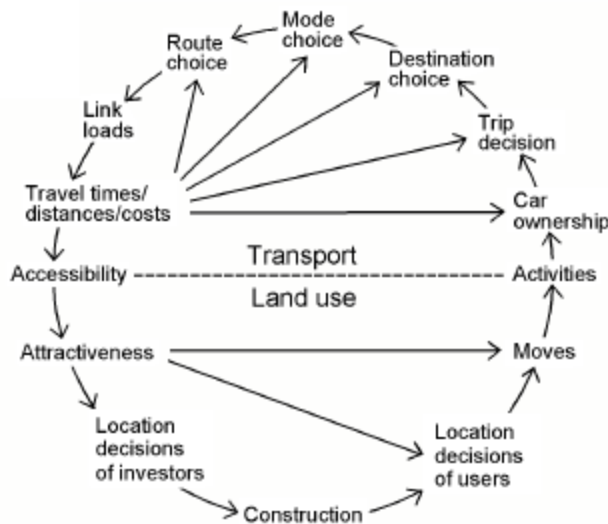 Mode
choice
Route
choice
Destination
choice
Link
loads
Trip
decision
Travel times/
distances/costs
Car
ownership
Transport
Accessibility
Activities
Land use
Attractiveness
Moves
Location
decisions
of investors
Location
decisions
of users
Construction